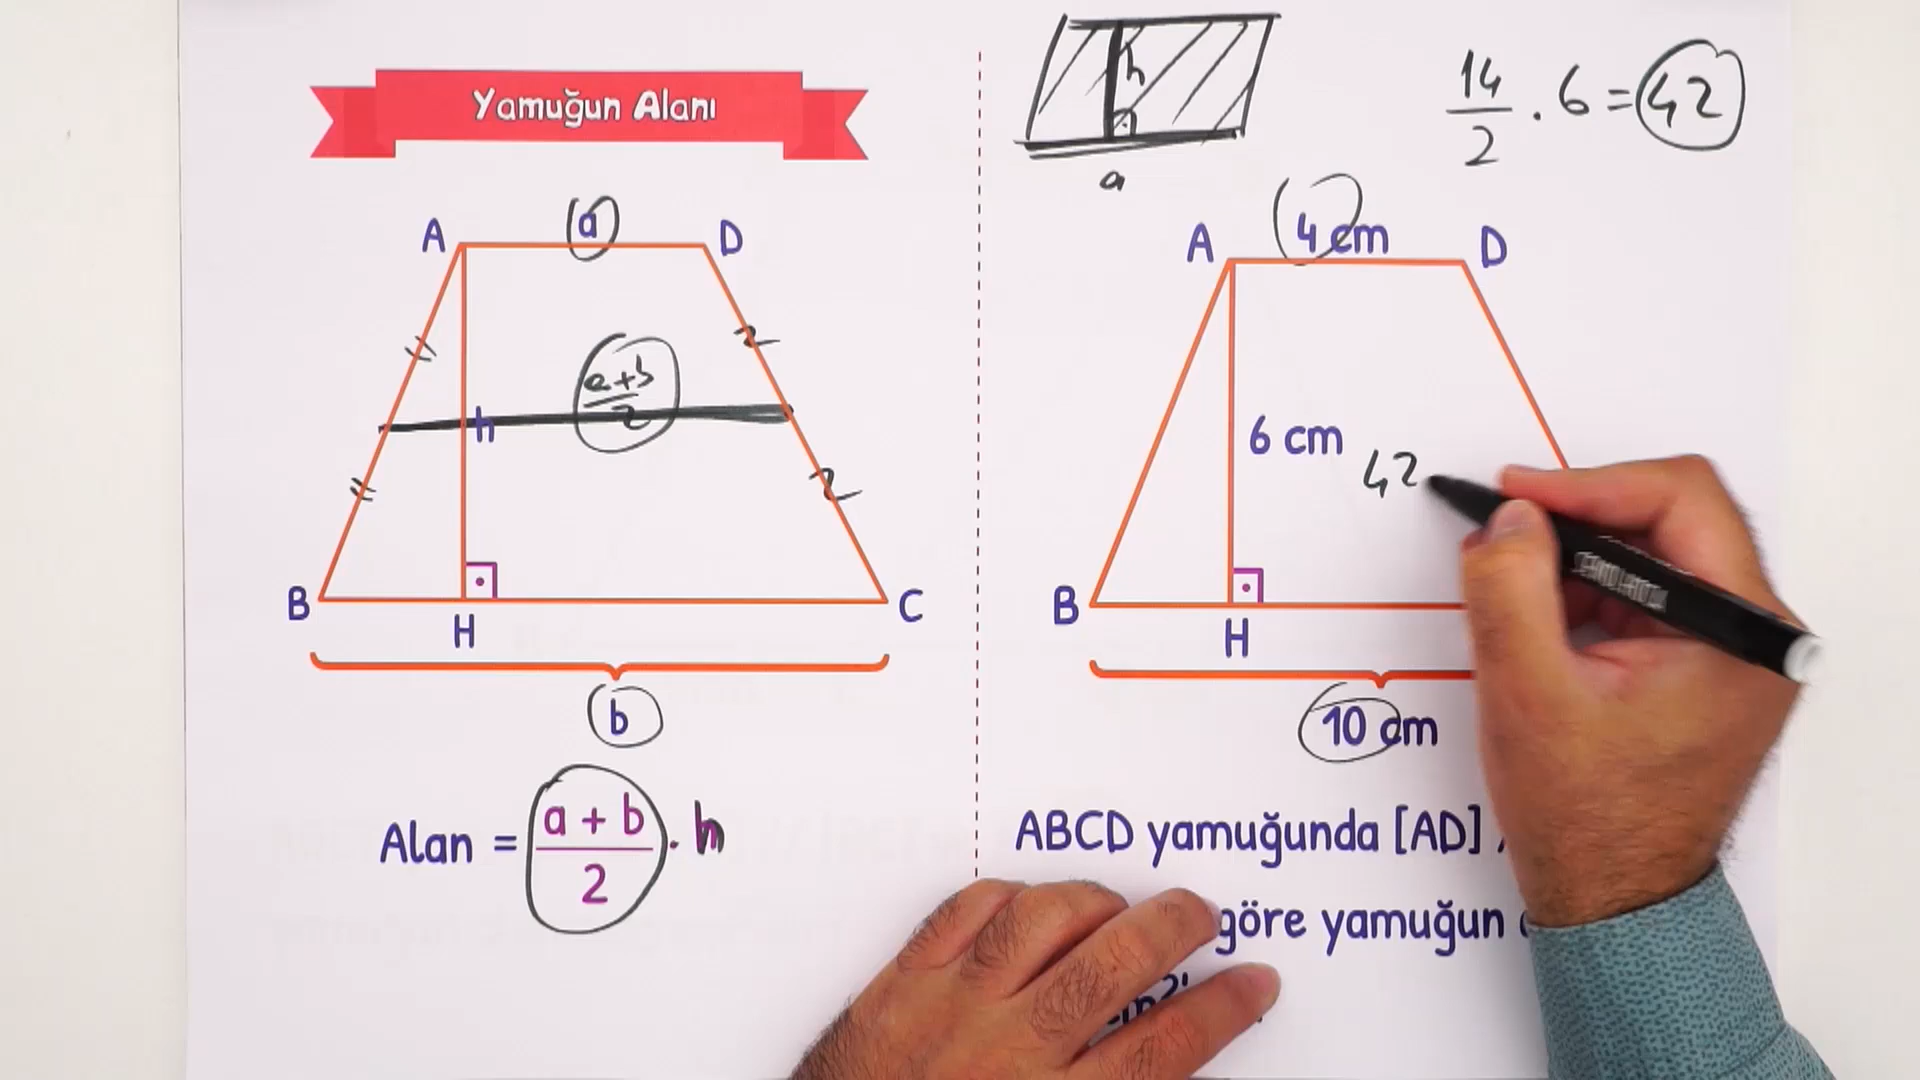 Yamuğun Alanı
A
a
D
a+b
2
h
B
H
C
b
Alan = a + b . h
2
h
a
14
2 . 6 = 42
A
4 cm
D
6 cm
42
B
H
10 cm
ABCD yamuğunda [AD]
göre yamuğun